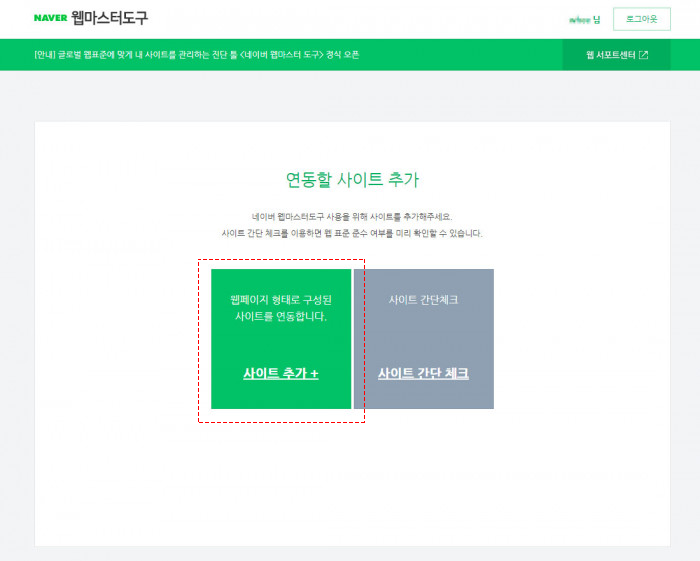 NAVER 웹마스터도구
님
로그아웃
[안내] 글로벌 웹표준에 맞게 내 사이트를 관리하는 진단 툴 <네이버 웹마스터 도구> 정식 오픈
웹 서포트센터
연동할 사이트 추가
네이버 웹마스터도구 사용을 위해 사이트를 추가해주세요.
사이트 간단 체크를 이용하면 웹 표준 준수 여부를 미리 확인할 수 있습니다.
웹페이지 형태로 구성된
사이트를 연동합니다.
사이트 추가 +
사이트 간단체크
사이트 간단 체크